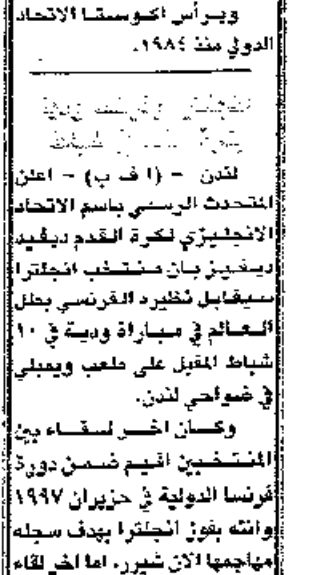 ويرأس اكوستا الاتحاد
الدولي منذ ١٩٨٤.
لندن - (ا ف ب) - اعلن
المتحدث الرسمي باسم الاتحاد
الانجليزي لكرة القدم ديفيد
ديفيز بان منتخب انجلترا
سيقابل نظيره الفرنسي بطل
العالم في مباراة ودية في ١٠
شباط المقبل على ملعب ويمبلي
في ضواحي لندن.
وكان اخر لقاء بين
المنتخبين اقيم ضمن دورة
فرنسا الدولية في حزيران ١٩٩٧
وانته بفوز انجلترا بهدف سجله
مهاجمها الان شيرر. اما اخر لقاء